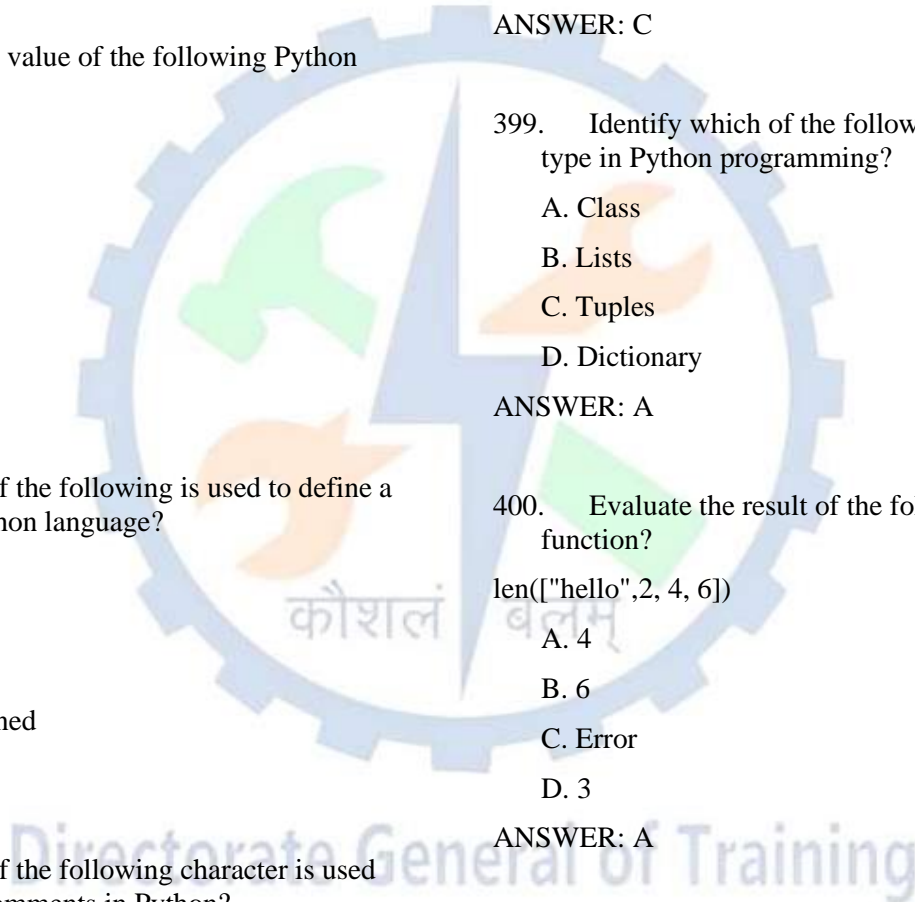 value of the following Python
f the following is used to define a
hon language?
ned
f the following character is used
mments in Python?
ANSWER: C
399. Identify which of the follow
type in Python programming?
A. Class
B. Lists
C. Tuples
D. Dictionary
ANSWER: A
400. Evaluate the result of the fo
function?
len(["hello",2, 4, 6])
A. 4
B. 6
C. Error
D. 3
ANSWER: A
कौशलं बलम्
Directorate General of Training